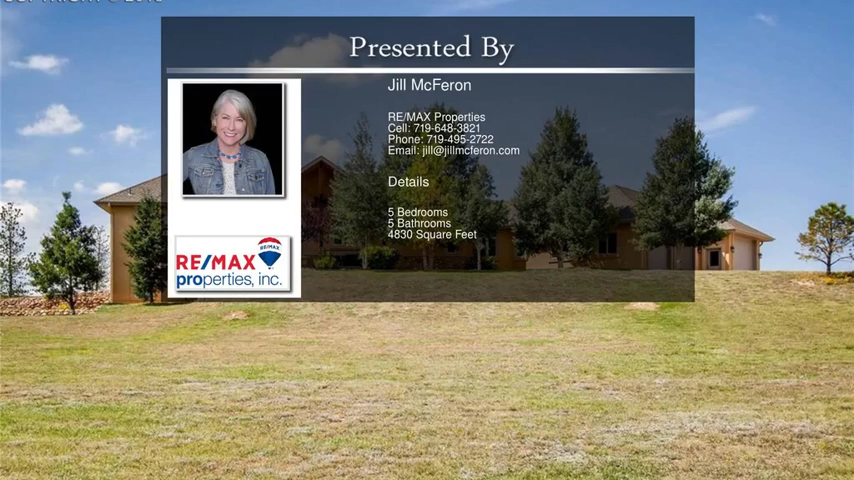 Presented By
Jill McFeron
RE/MAX Properties
Cell: 719-648-3821
Phone: 719-495-2722
Email: jill@jillmcferon.com
Details
5 Bedrooms
5 Bathrooms
4830 Square Feet
RE/MAX
RE/MAX
properties, inc.